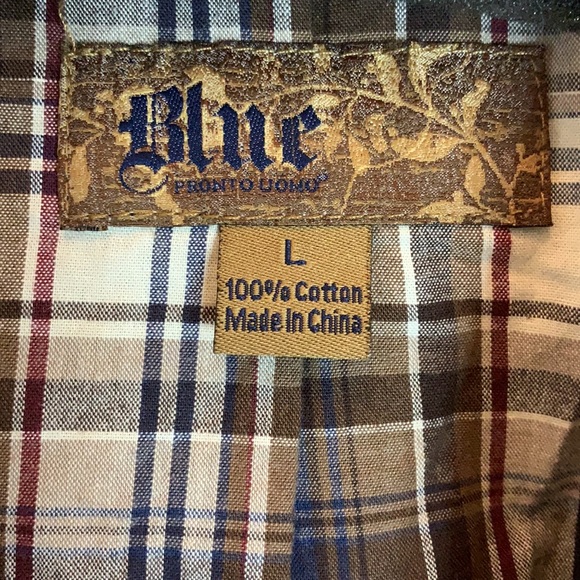 Blue
PRONTO UOMO®
L
100% Cotton
Made In China